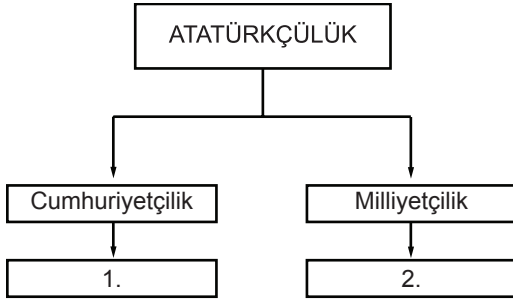 ATATÜRKÇÜLÜK
Cumhuriyetçilik
Milliyetçilik
1.
2.